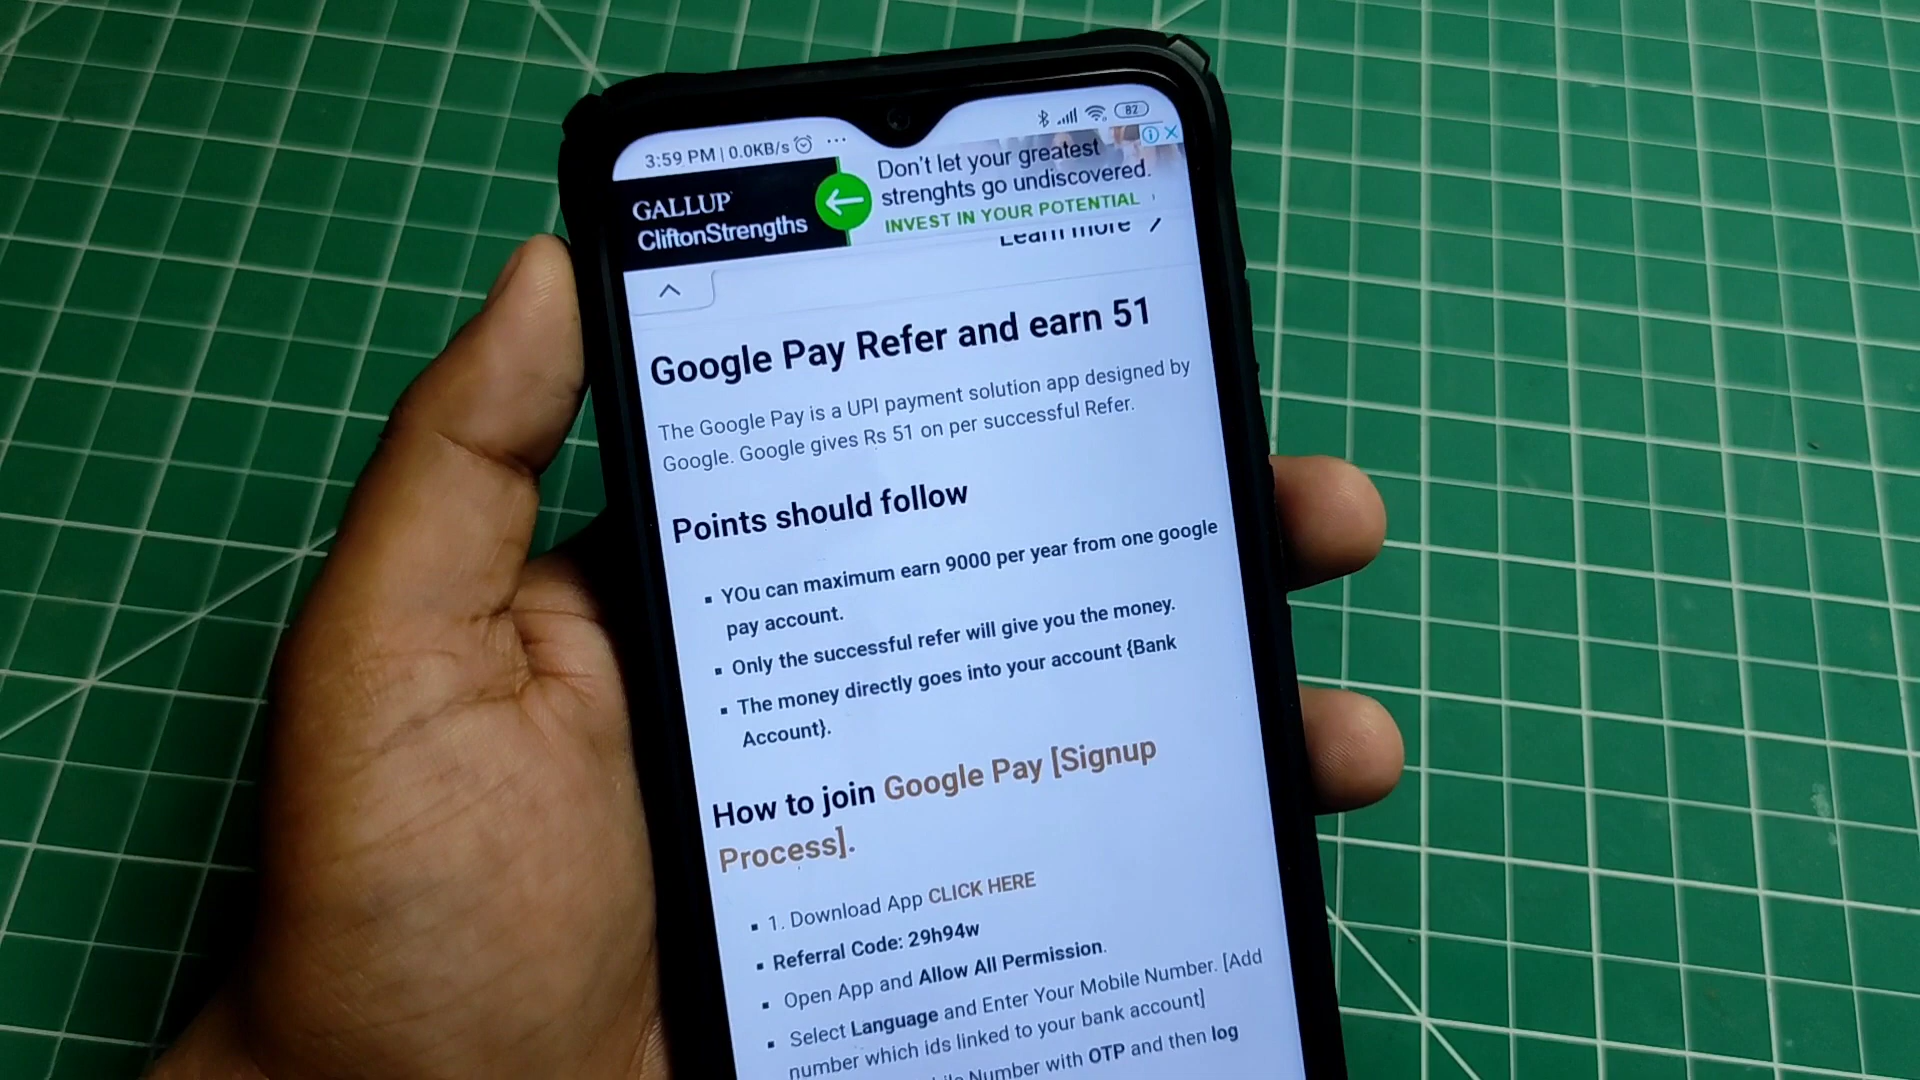 3:59 PM | 0.0KB/s ...
82
GALLUP
CliftonStrengths
Don't let your greatest
strenghts go undiscovered.
INVEST IN YOUR POTENTIAL
Learn more
Google Pay Refer and earn 51
The Google Pay is a UPI payment solution app designed by
Google. Google gives Rs 51 on per successful Refer.
Points should follow
▪ YOu can maximum earn 9000 per year from one google
pay account.
▪ Only the successful refer will give you the money.
▪ The money directly goes into your account {Bank
Account}.
How to join Google Pay [Signup
Process].
▪ 1. Download App CLICK HERE
▪ Referral Code: 29h94w
▪ Open App and Allow All Permission.
▪ Select Language and Enter Your Mobile Number. [Add
number which ids linked to your bank account]
Number with OTP and then log